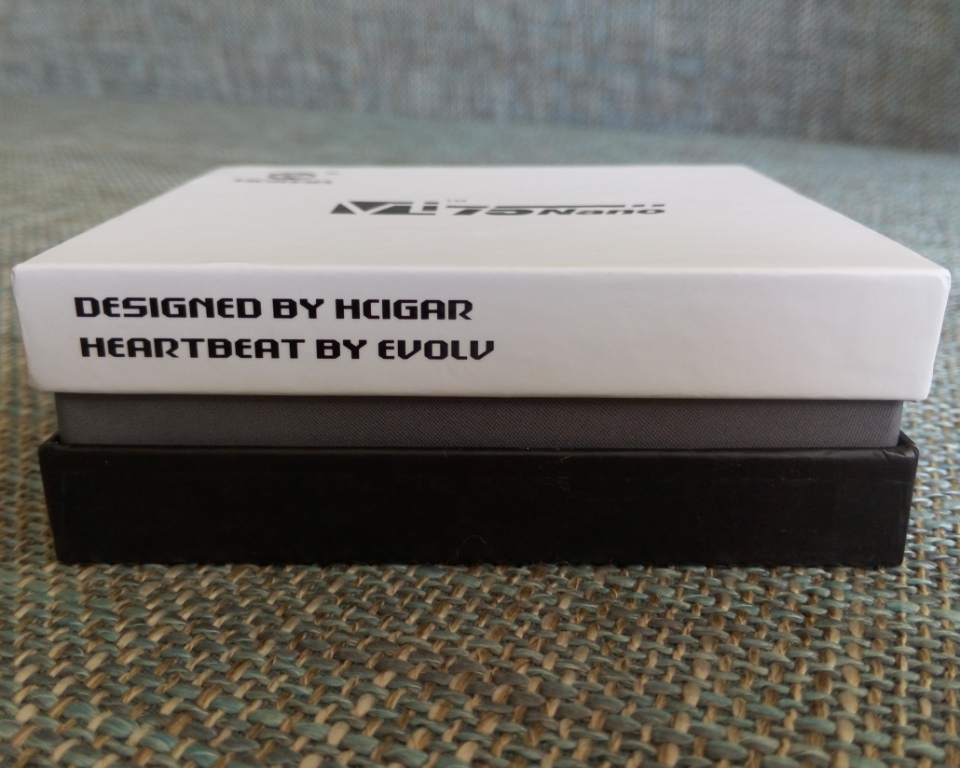 VT75 Nano
DESIGNED BY HCIGAR
HEARTBEAT BY EVOLV